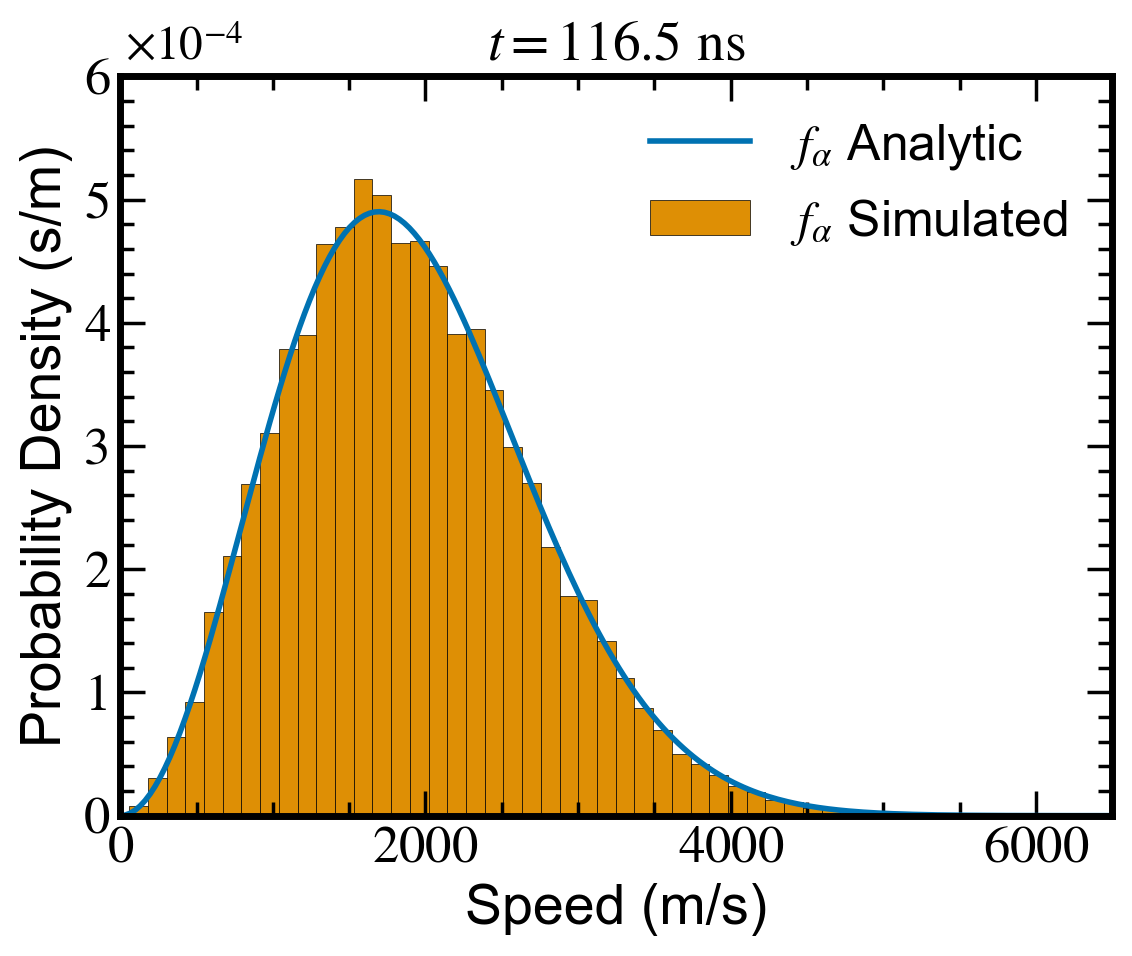 ×10⁻⁴
t = 116.5 ns
f_α Analytic
f_α Simulated
Probability Density (s/m)
6
5
4
3
2
1
0
0 2000 4000 6000
Speed (m/s)